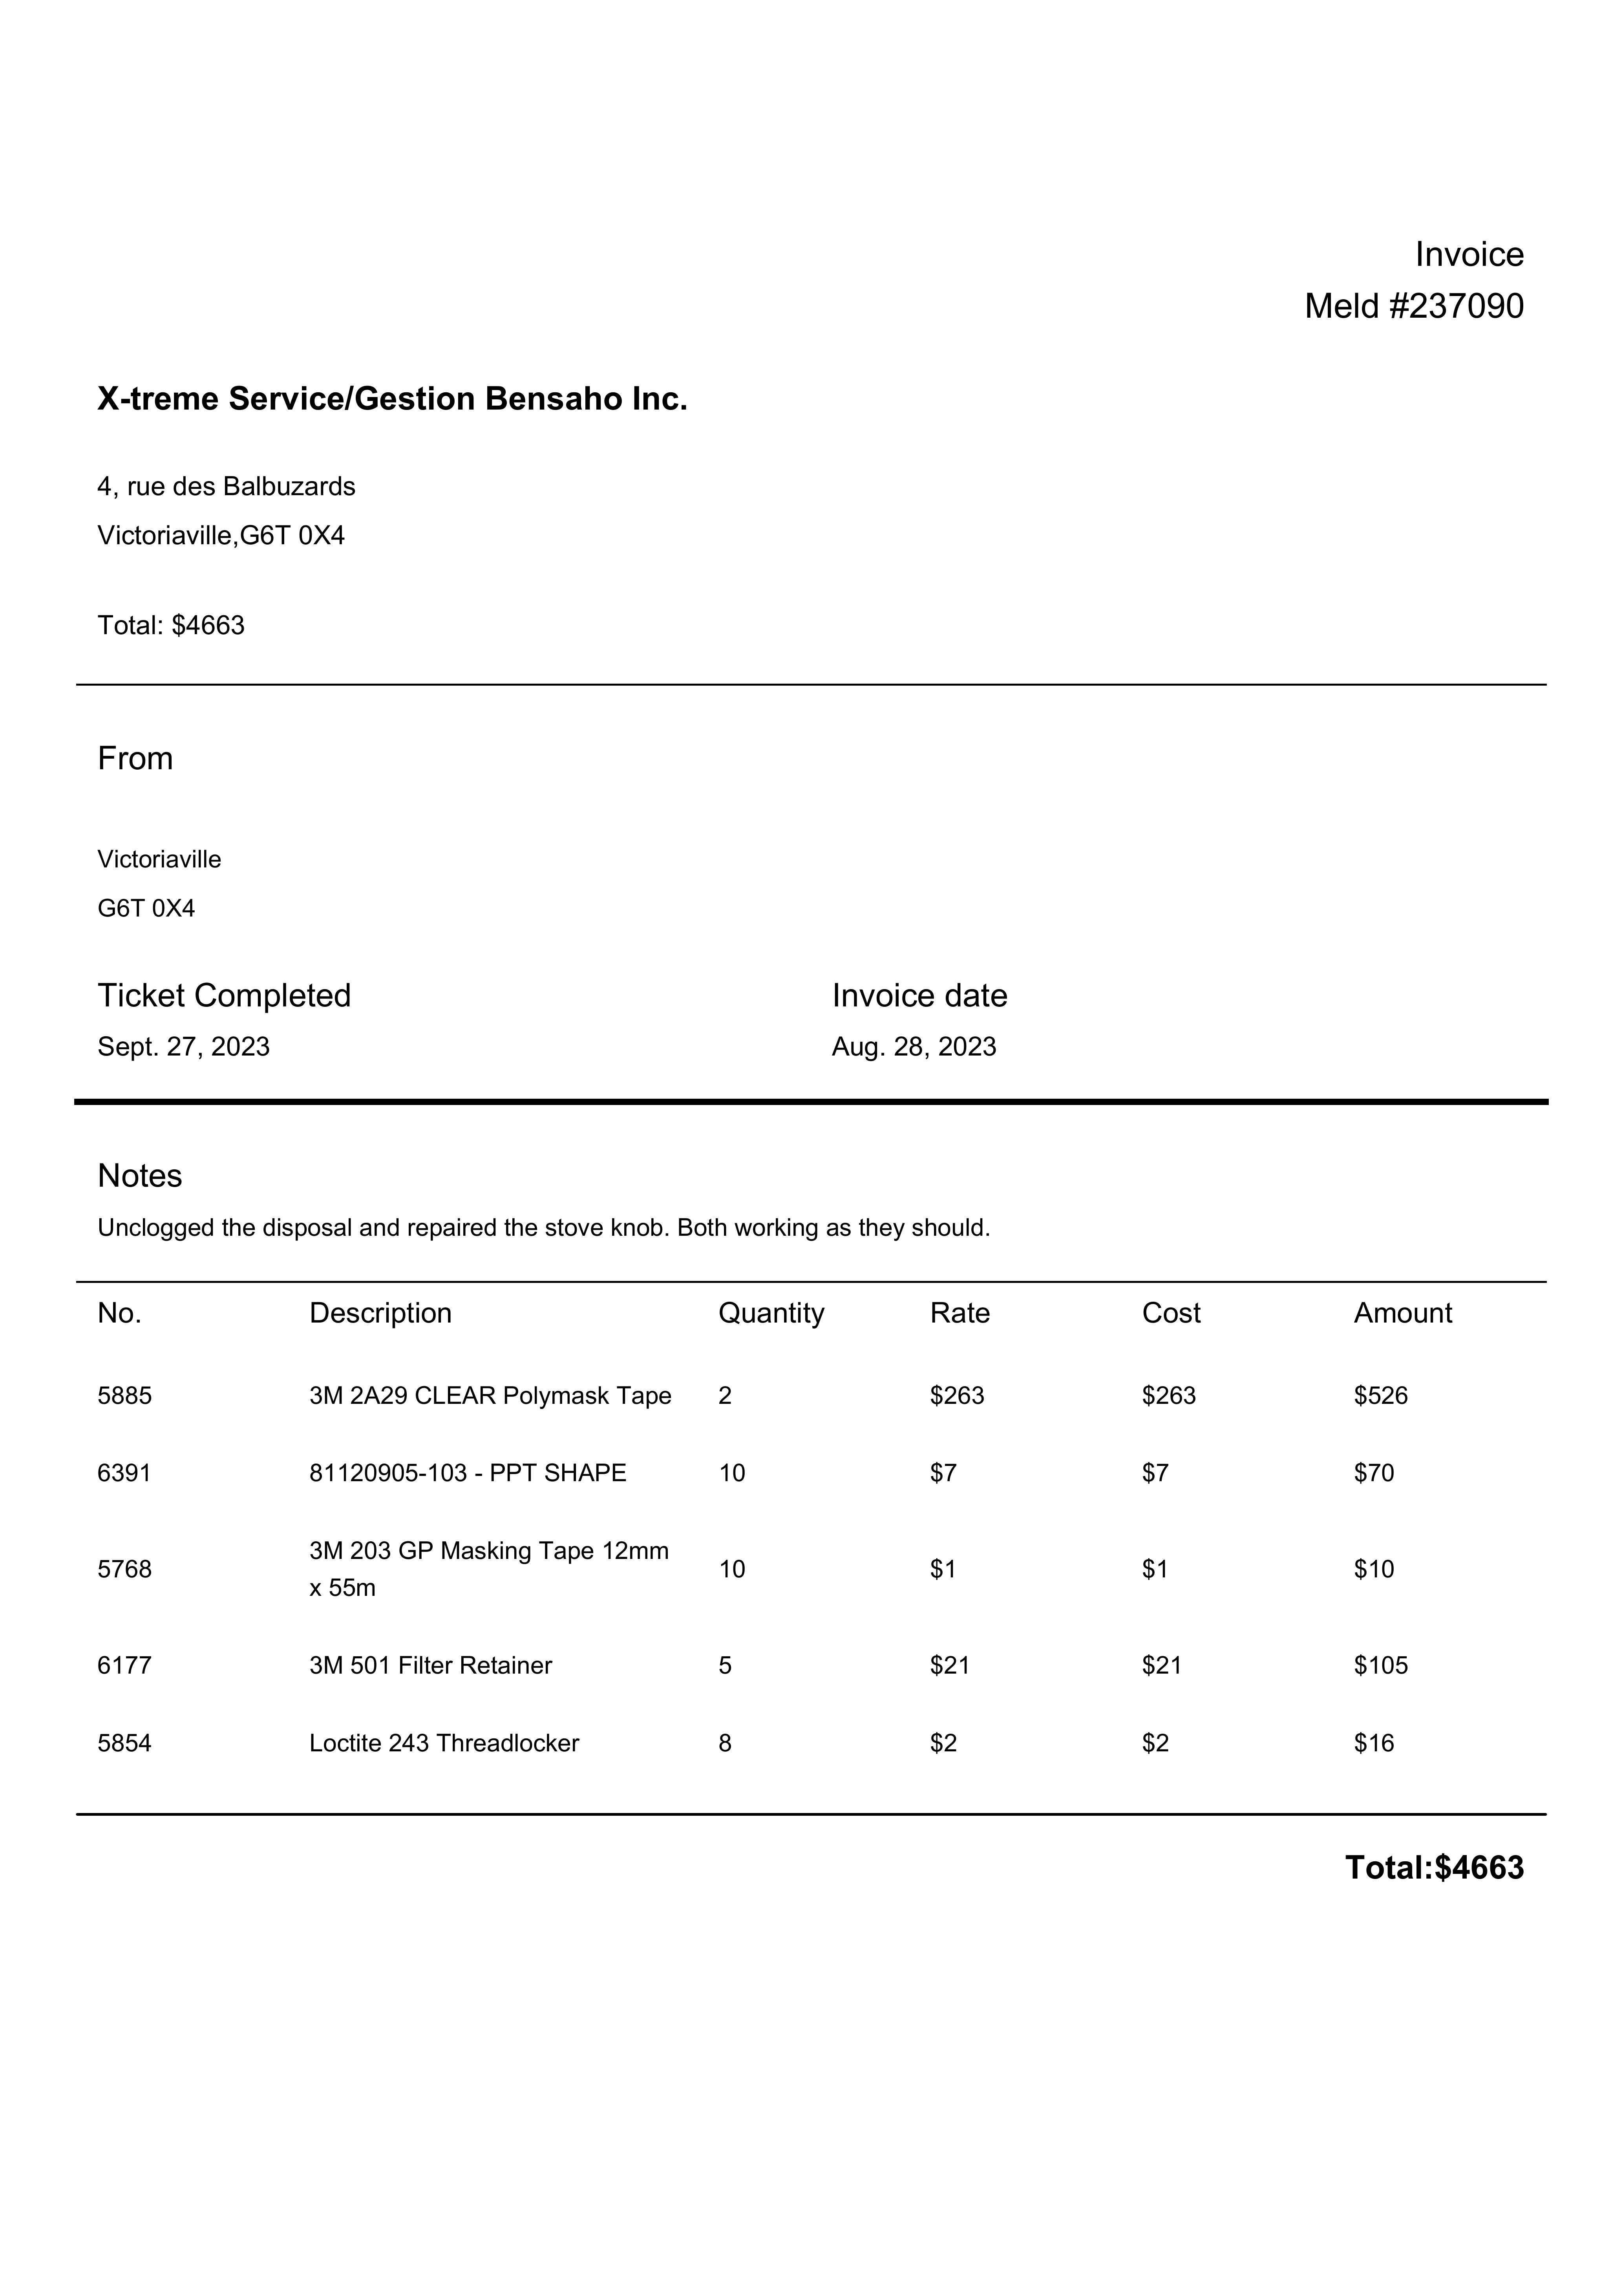 Invoice
Meld #237090
X-treme Service/Gestion Bensaho Inc.
4, rue des Balbuzards
Victoriaville,G6T 0X4
Total: $4663
From
Victoriaville
G6T 0X4
Ticket Completed Invoice date
Sept. 27, 2023 Aug. 28, 2023
Notes
Unclogged the disposal and repaired the stove knob. Both working as they should.
No. Description Quantity Rate Cost Amount
5885 3M 2A29 CLEAR Polymask Tape 2 $263 $263 $526
6391 81120905-103 - PPT SHAPE 10 $7 $7 $70
5768 3M 203 GP Masking Tape 12mm x 55m 10 $1 $1 $10
6177 3M 501 Filter Retainer 5 $21 $21 $105
5854 Loctite 243 Threadlocker 8 $2 $2 $16
Total:$4663